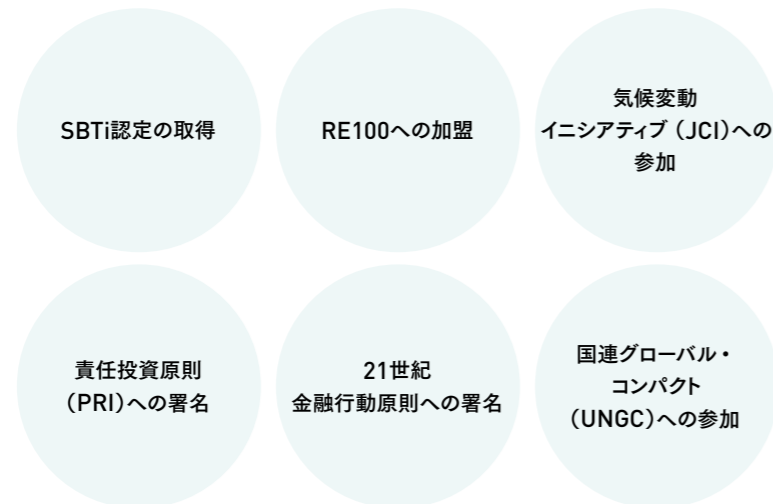 SBTi認定の取得
RE100への加盟
気候変動
イニシアティブ（JCI）への
参加
責任投資原則
（PRI）への署名
21世紀
金融行動原則への署名
国連グローバル・
コンパクト
（UNGC）への参加